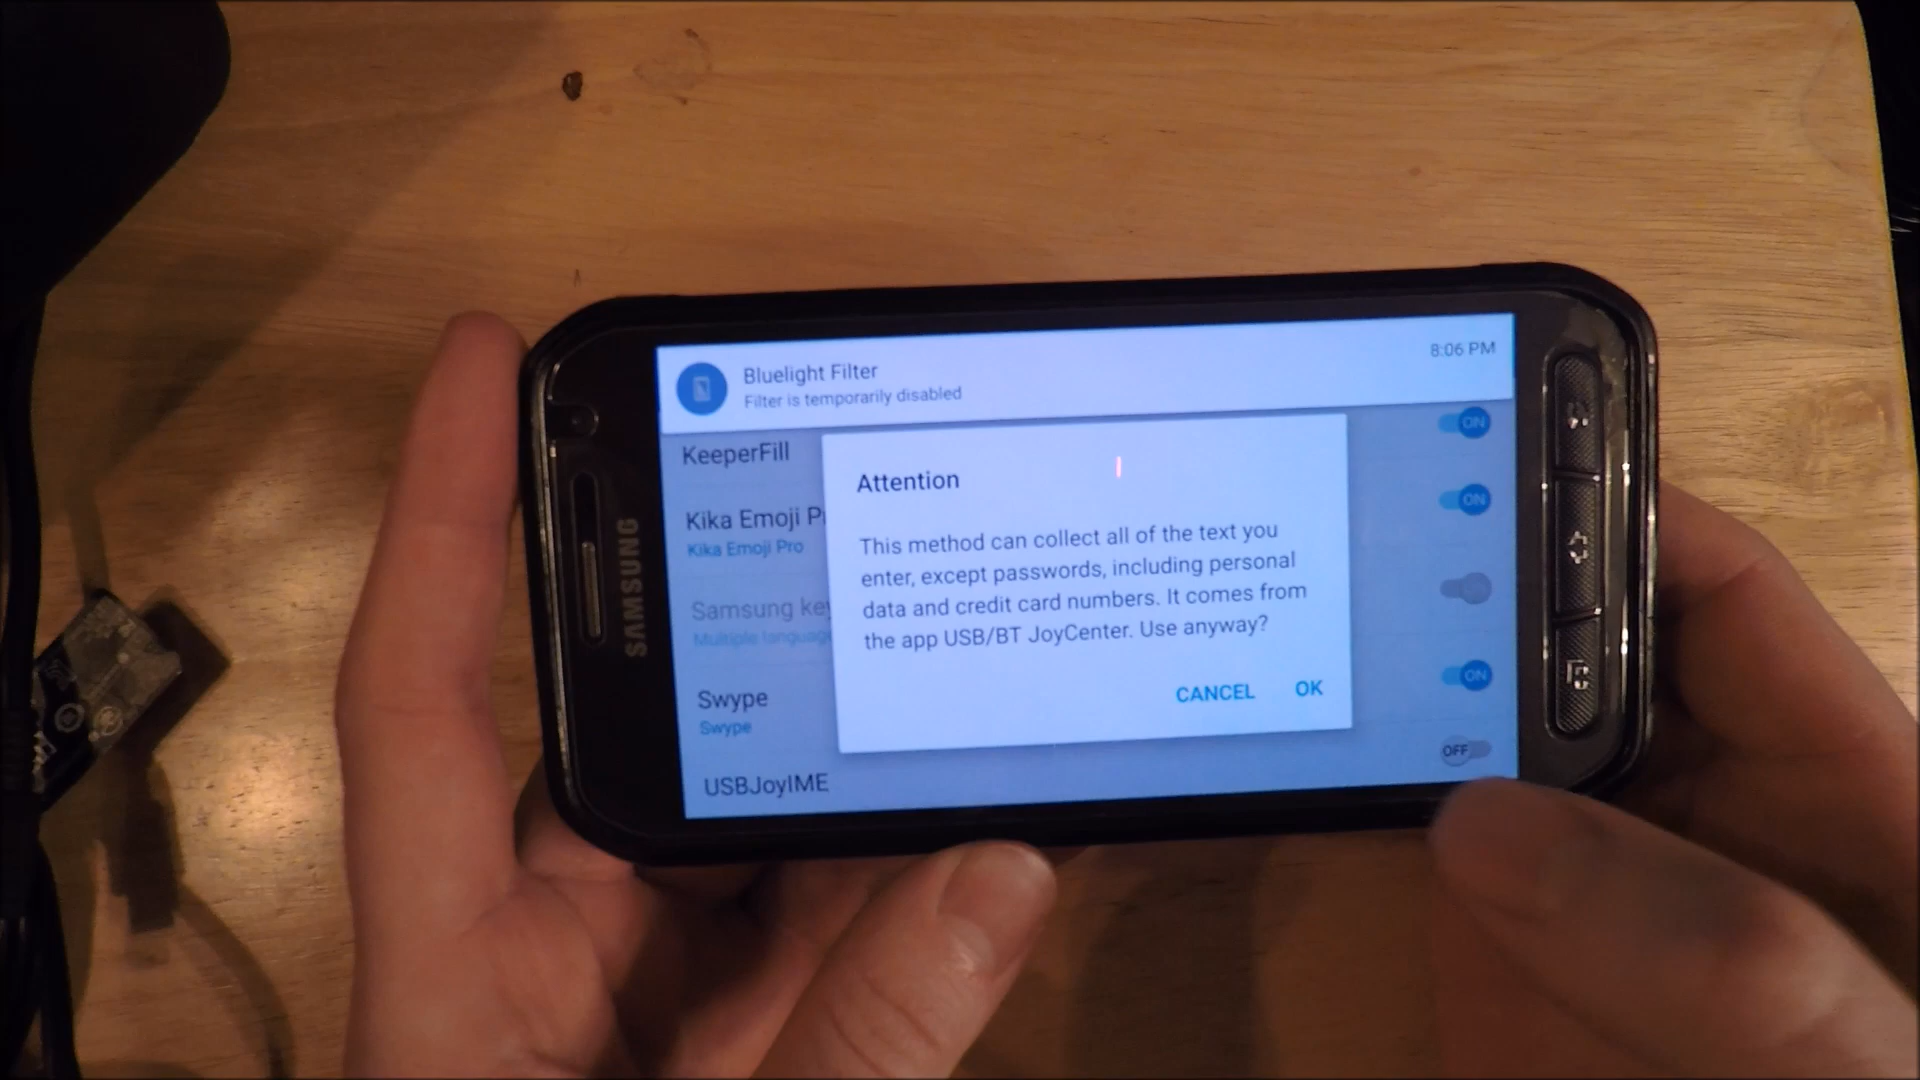 Bluelight Filter
8:06 PM
Filter is temporarily disabled
KeeperFill
ON
Attention
Kika Emoji
ON
Kika Emoji Pro
This method can collect all of the text you
enter, except passwords, including personal
data and credit card numbers. It comes from
the app USB/BT JoyCenter. Use anyway?
Samsung
Multiple
CANCEL
OK
Swype
ON
Swype
USBJoyIME
OFF
SAMSUNG